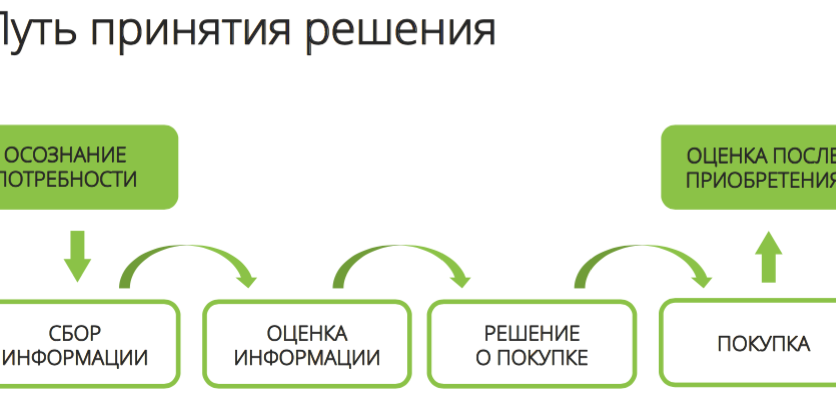 Путь принятия решения
ОСОЗНАНИЕ
ПОТРЕБНОСТИ
ОЦЕНКА ПОСЛЕ
ПРИОБРЕТЕНИЯ
СБОР
ИНФОРМАЦИИ
ОЦЕНКА
ИНФОРМАЦИИ
РЕШЕНИЕ
О ПОКУПКЕ
ПОКУПКА